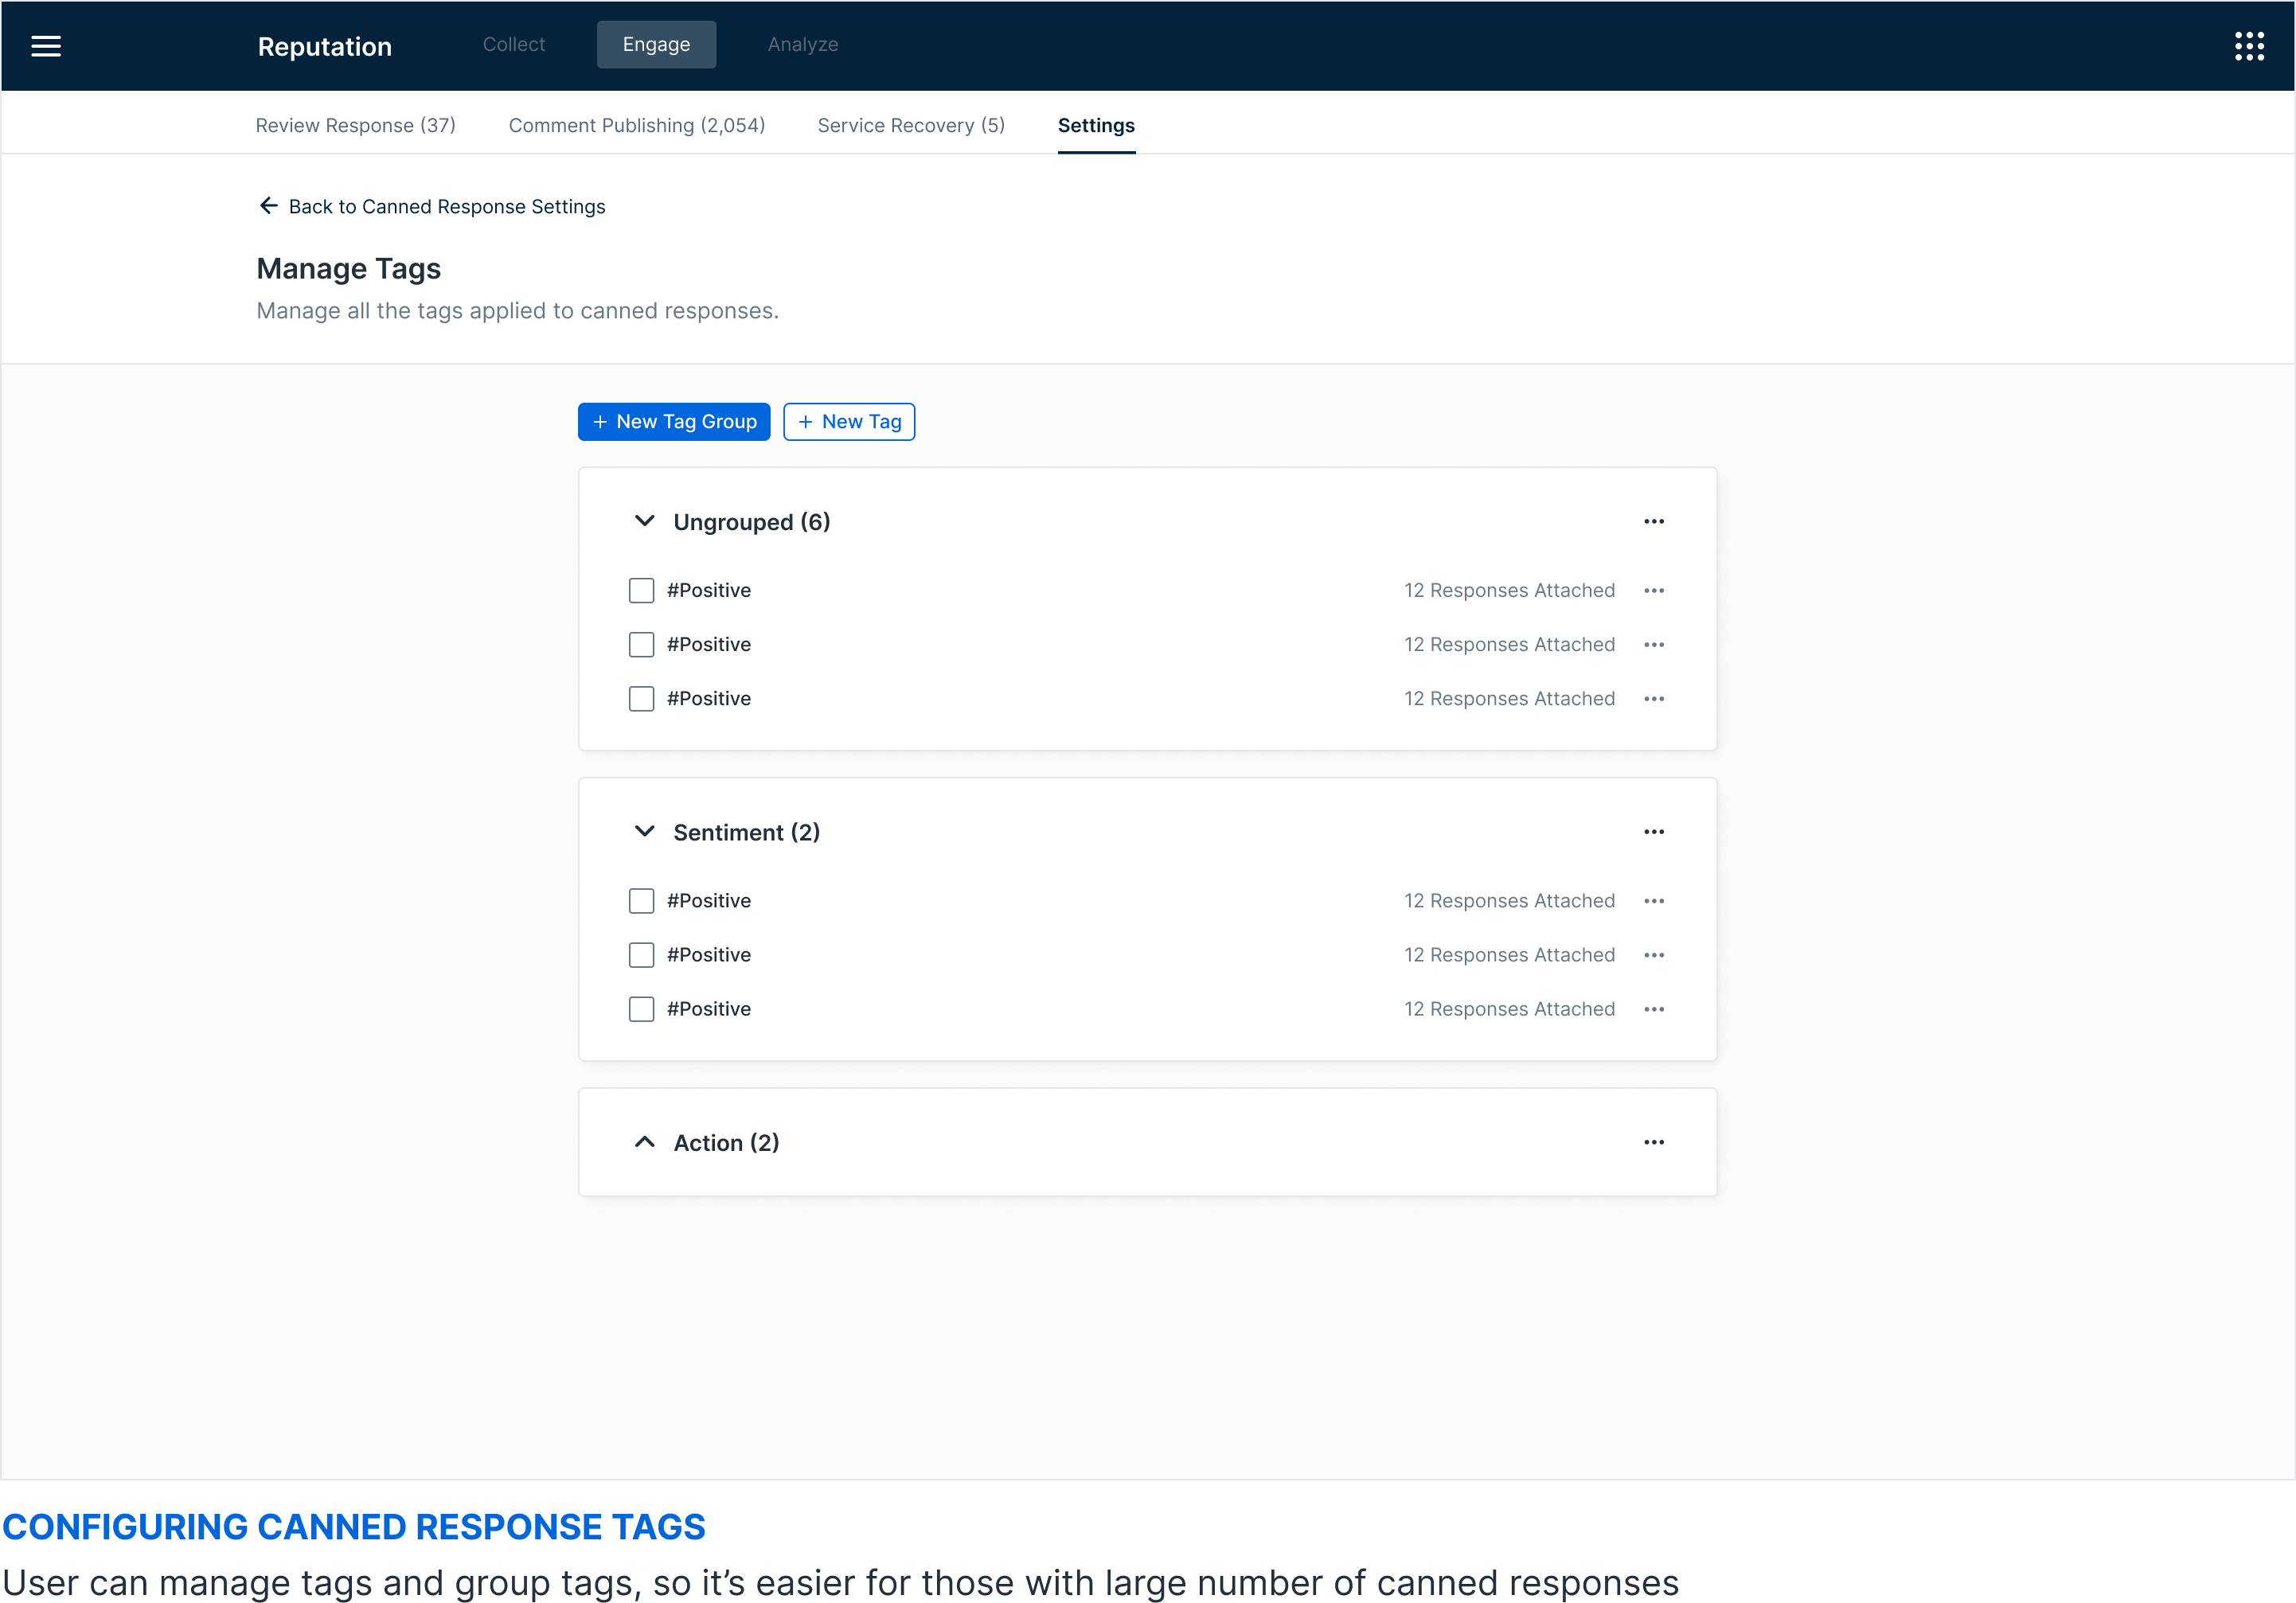 Reputation Collect Engage Analyze
Review Response (37) Comment Publishing (2,054) Service Recovery (5) Settings
Back to Canned Response Settings
Manage Tags
Manage all the tags applied to canned responses.
+ New Tag Group + New Tag
Ungrouped (6)
#Positive 12 Responses Attached
#Positive 12 Responses Attached
#Positive 12 Responses Attached
Sentiment (2)
#Positive 12 Responses Attached
#Positive 12 Responses Attached
#Positive 12 Responses Attached
Action (2)
CONFIGURING CANNED RESPONSE TAGS
User can manage tags and group tags, so it’s easier for those with large number of canned responses